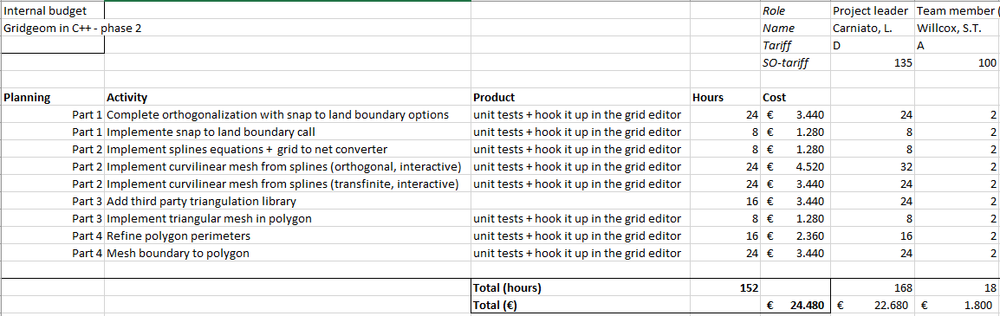 Internal budget Role Project leader Team member (
Gridgeom in C++ - phase 2 Name Carniato, L. Willcox, S.T.
Tariff D A
SO-tariff 135 100
Planning Activity Product Hours Cost
Part 1 Complete orthogonalization with snap to land boundary options unit tests + hook it up in the grid editor 24 € 3.440 24 2
Part 1 Implemente snap to land boundary call unit tests + hook it up in the grid editor 8 € 1.280 8 2
Part 2 Implement splines equations + grid to net converter unit tests + hook it up in the grid editor 8 € 1.280 8 2
Part 2 Implement curvilinear mesh from splines (orthogonal, interactive) unit tests + hook it up in the grid editor 24 € 4.520 32 2
Part 2 Implement curvilinear mesh from splines (transfinite, interactive) unit tests + hook it up in the grid editor 24 € 3.440 24 2
Part 3 Add third party triangulation library 16 € 3.440 24 2
Part 3 Implement triangular mesh in polygon unit tests + hook it up in the grid editor 8 € 1.280 8 2
Part 4 Refine polygon perimeters unit tests + hook it up in the grid editor 16 € 2.360 16 2
Part 4 Mesh boundary to polygon unit tests + hook it up in the grid editor 24 € 3.440 24 2
Total (hours) 152 168 18
Total (€) € 24.480 € 22.680 € 1.800